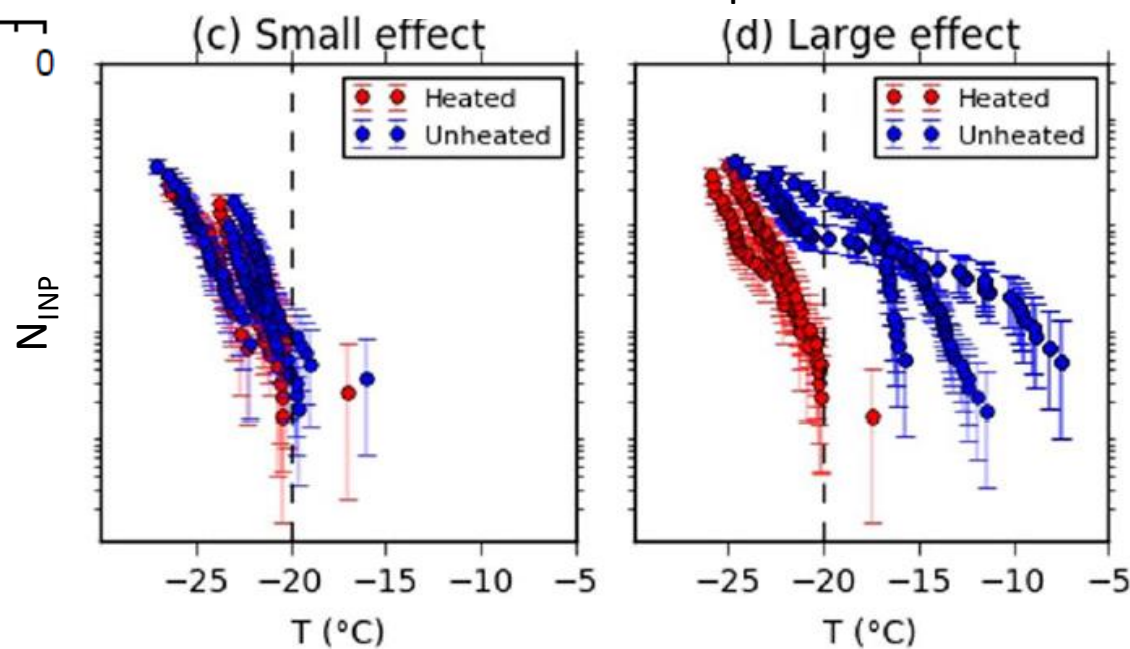 (c) Small effect
(d) Large effect
0
Heated
Unheated
Heated
Unheated
N_INP
−25 −20 −15 −10 −5
−25 −20 −15 −10 −5
T (°C)
T (°C)